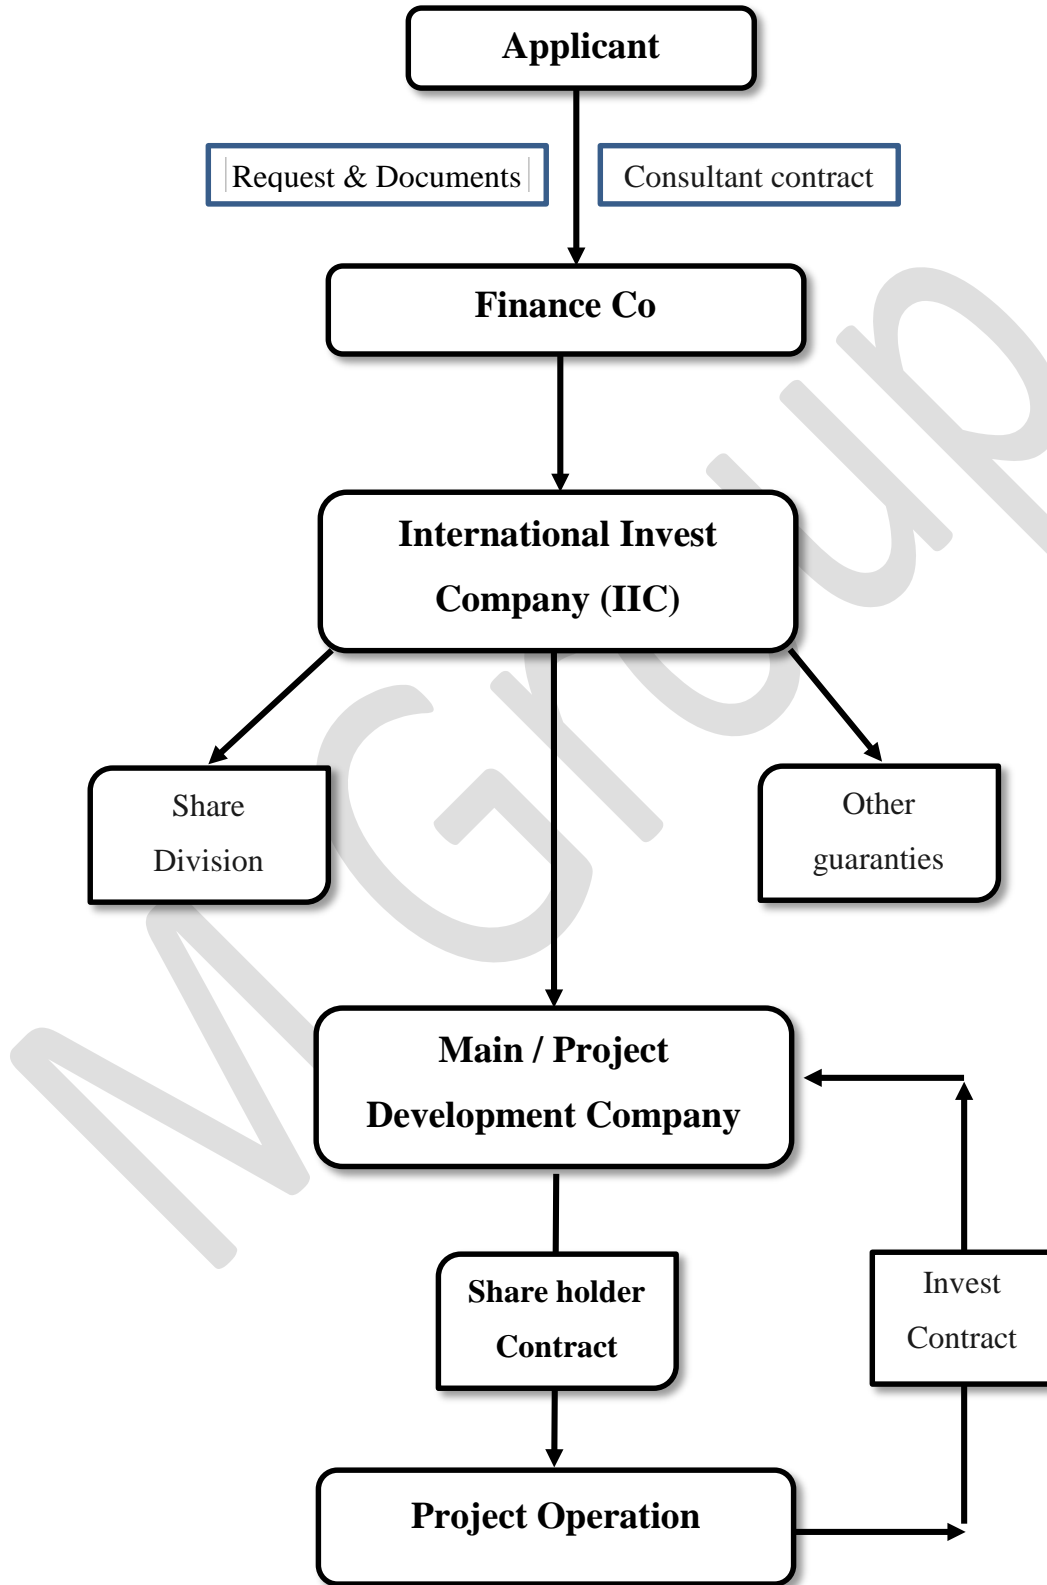 Applicant
Request & Documents
Consultant contract
Finance Co
International Invest
Company (IIC)
Share
Division
Other
guaranties
Main / Project
Development Company
Share holder
Contract
Invest
Contract
Project Operation
MGrup